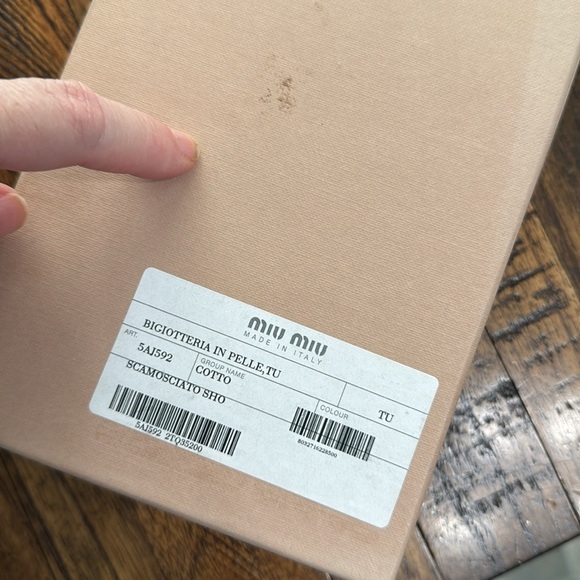 MIU MIU
MADE IN ITALY
BIGIOTTERIA IN PELLE,TU
ART.
5AJ592
GROUP NAME
COTTO
SCAMOSCIATO SHO
COLOUR
TU
5AJ592 2TQ35200
8032716228500